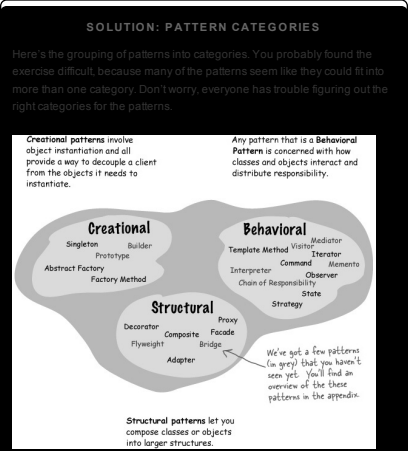 SOLUTION: PATTERN CATEGORIES
Here's the grouping of patterns into categories. You probably found the
exercise difficult, because many of the patterns seem like they could fit into
more than one category. Don't worry, everyone has trouble figuring out the
right categories for the patterns.
Creational patterns involve
object instantiation and all
provide a way to decouple a client
from the objects it needs to
instantiate.
Any pattern that is a Behavioral
Pattern is concerned with how
classes and objects interact and
distribute responsibility.
Creational
Singleton
Builder
Prototype
Abstract Factory
Factory Method
Behavioral
Mediator
Template Method
Visitor
Iterator
Command
Memento
Interpreter
Observer
Chain of Responsibility
State
Strategy
Structural
Proxy
Decorator
Composite
Facade
Flyweight
Bridge
Adapter
We've got a few patterns
(in grey) that you haven't
seen yet. You'll find an
overview of the these
patterns in the appendix.
Structural patterns let you
compose classes or objects
into larger structures.